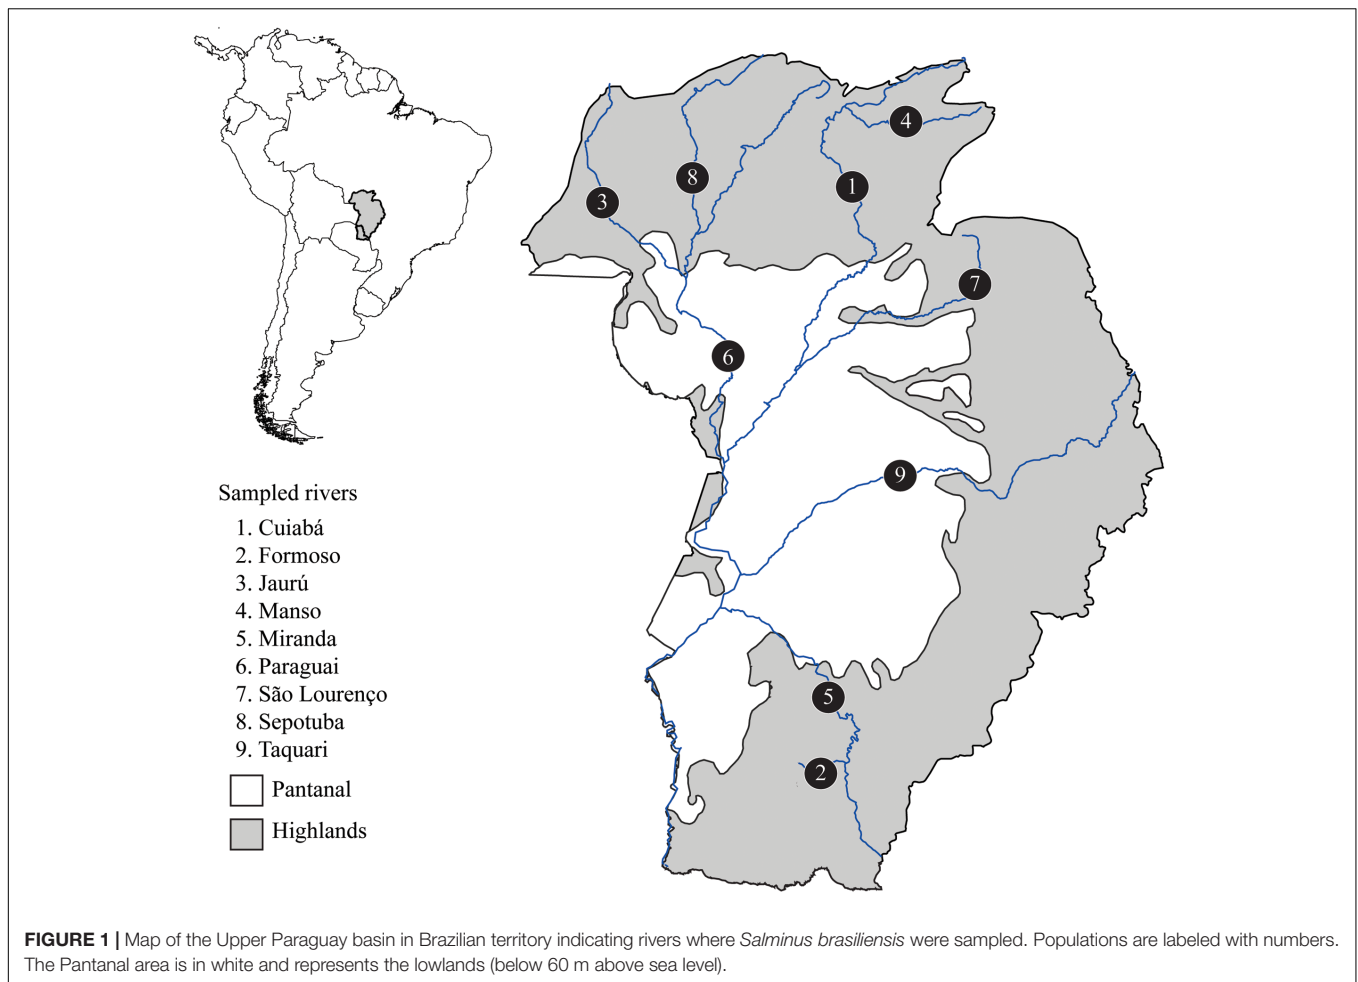 4
8
1
3
7
6
9
5
2
Sampled rivers
1. Cuiabá
2. Formoso
3. Jaurú
4. Manso
5. Miranda
6. Paraguai
7. São Lourenço
8. Sepotuba
9. Taquari
Pantanal
Highlands
FIGURE 1 | Map of the Upper Paraguay basin in Brazilian territory indicating rivers where Salminus brasiliensis were sampled. Populations are labeled with numbers.
The Pantanal area is in white and represents the lowlands (below 60 m above sea level).